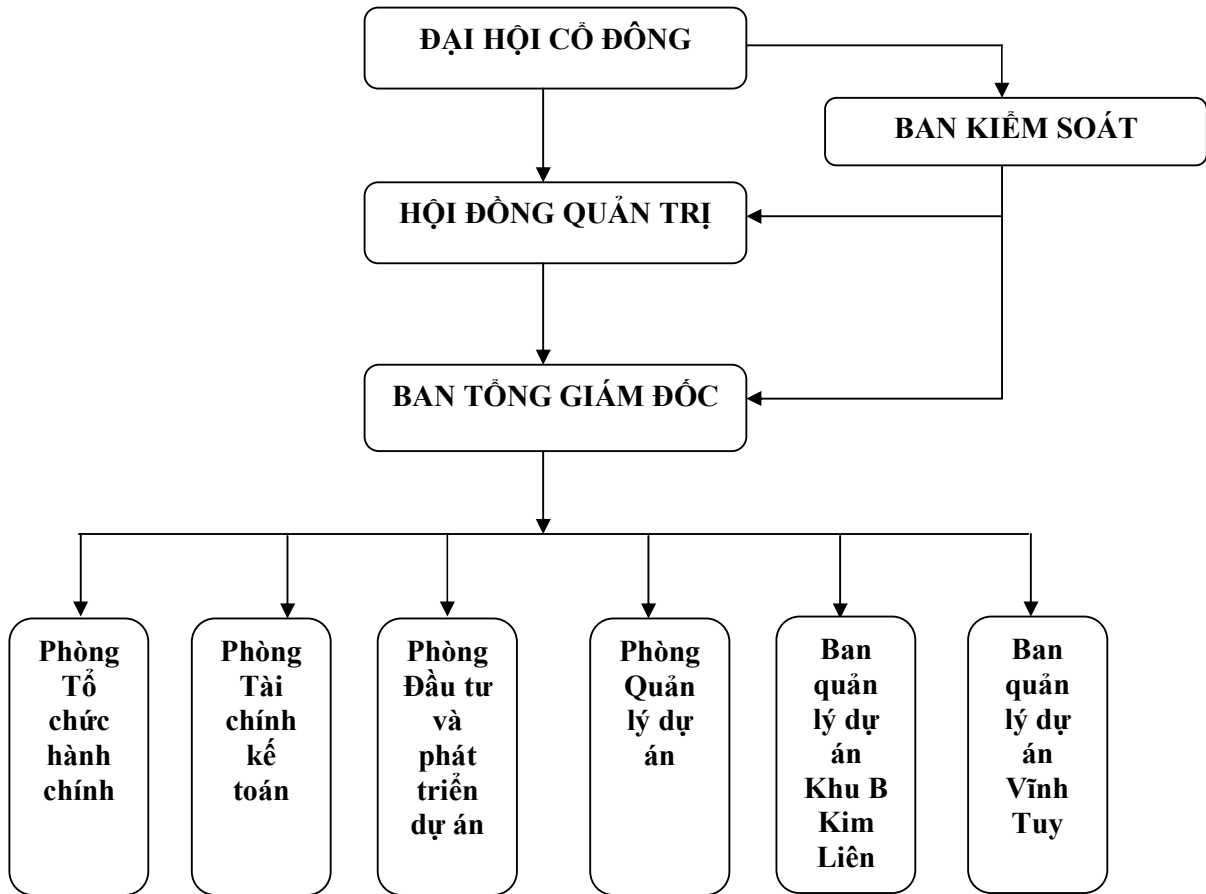 ĐẠI HỘI CỔ ĐÔNG
BAN KIỂM SOÁT
HỘI ĐỒNG QUẢN TRỊ
BAN TỔNG GIÁM ĐỐC
Phòng
Tổ
chức
hành
chính
Phòng
Tài
chính
kế
toán
Phòng
Đầu tư
và
phát
triển
dự án
Phòng
Quản
lý dự
án
Ban
quản
lý dự
án
Khu B
Kim
Liên
Ban
quản
lý dự
án
Vĩnh
Tuy